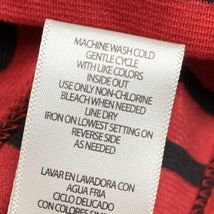 MACHINE WASH COLD
GENTLE CYCLE
WITH LIKE COLORS
INSIDE OUT
USE ONLY NON-CHLORINE
BLEACH WHEN NEEDED
LINE DRY
IRON ON LOWEST SETTING ON
REVERSE SIDE
AS NEEDED
LAVAR EN LAVADORA CON
AGUA FRIA
CICLO DELICADO
CON COLORES